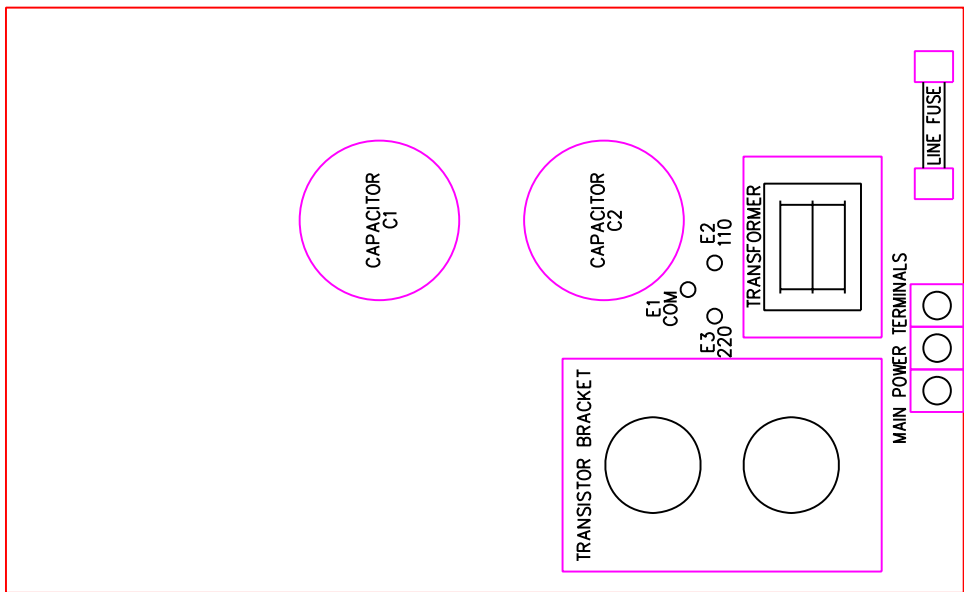 CAPACITOR
C1
CAPACITOR
C2
E1
COM
E2
110
E3
220
TRANSFORMER
LINE FUSE
MAIN POWER TERMINALS
TRANSISTOR BRACKET